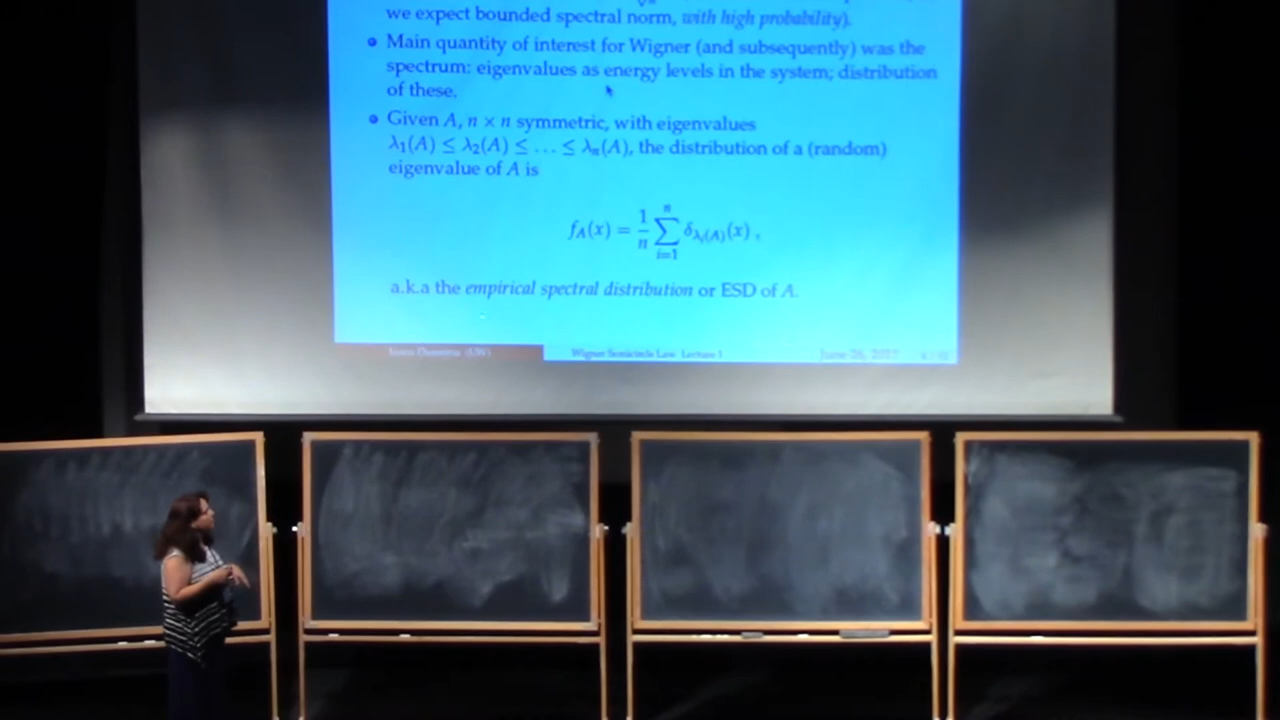 we expect bounded spectral norm, with high probability).
Main quantity of interest for Wigner (and subsequently) was the
spectrum: eigenvalues as energy levels in the system; distribution
of these.
Given A, n × n symmetric, with eigenvalues
λ₁(A) ≤ λ₂(A) ≤ … ≤ λₙ(A), the distribution of a (random)
eigenvalue of A is
f_A(x) = 1/n ∑_{i=1}^{n} δ_{λᵢ(A)}(x) ,
a.k.a the empirical spectral distribution or ESD of A.
Wigner Semicircle Law Lecture 1
June 26, 2017